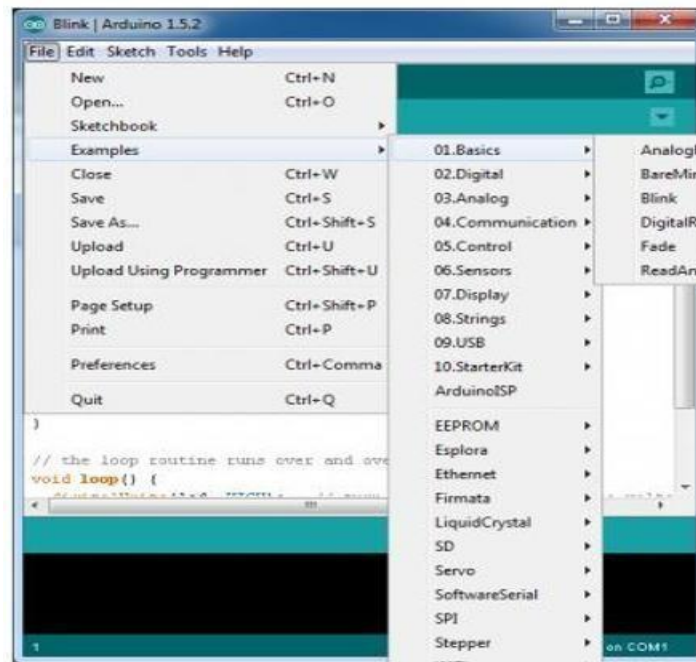 Blink | Arduino 1.5.2
File Edit Sketch Tools Help
New Ctrl+N
Open... Ctrl+O
Sketchbook
Examples
Close Ctrl+W
Save Ctrl+S
Save As... Ctrl+Shift+S
Upload Ctrl+U
Upload Using Programmer Ctrl+Shift+U
Page Setup Ctrl+Shift+P
Print Ctrl+P
Preferences Ctrl+Comma
Quit Ctrl+Q
01.Basics
02.Digital
03.Analog
04.Communication
05.Control
06.Sensors
07.Display
08.Strings
09.USB
10.StarterKit
ArduinoISP
EEPROM
Esplora
Ethernet
Firmata
LiquidCrystal
SD
Servo
SoftwareSerial
SPI
Stepper
Analog
BareMin
Blink
DigitalR
Fade
ReadAn
}
// the loop routine runs over and ove
void loop() {
1
on COM1